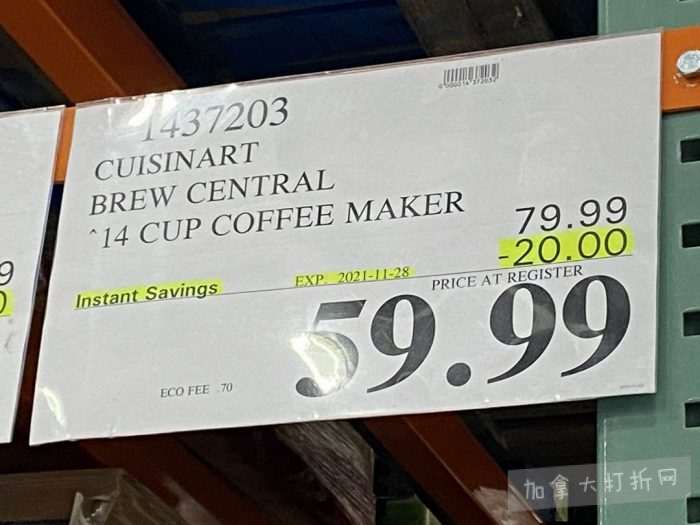 1437203
CUISINART
BREW CENTRAL
^14 CUP COFFEE MAKER
79.99
-20.00
Instant Savings
EXP. 2021-11-28
PRICE AT REGISTER
59.99
ECO FEE .70
9
加拿大打折网